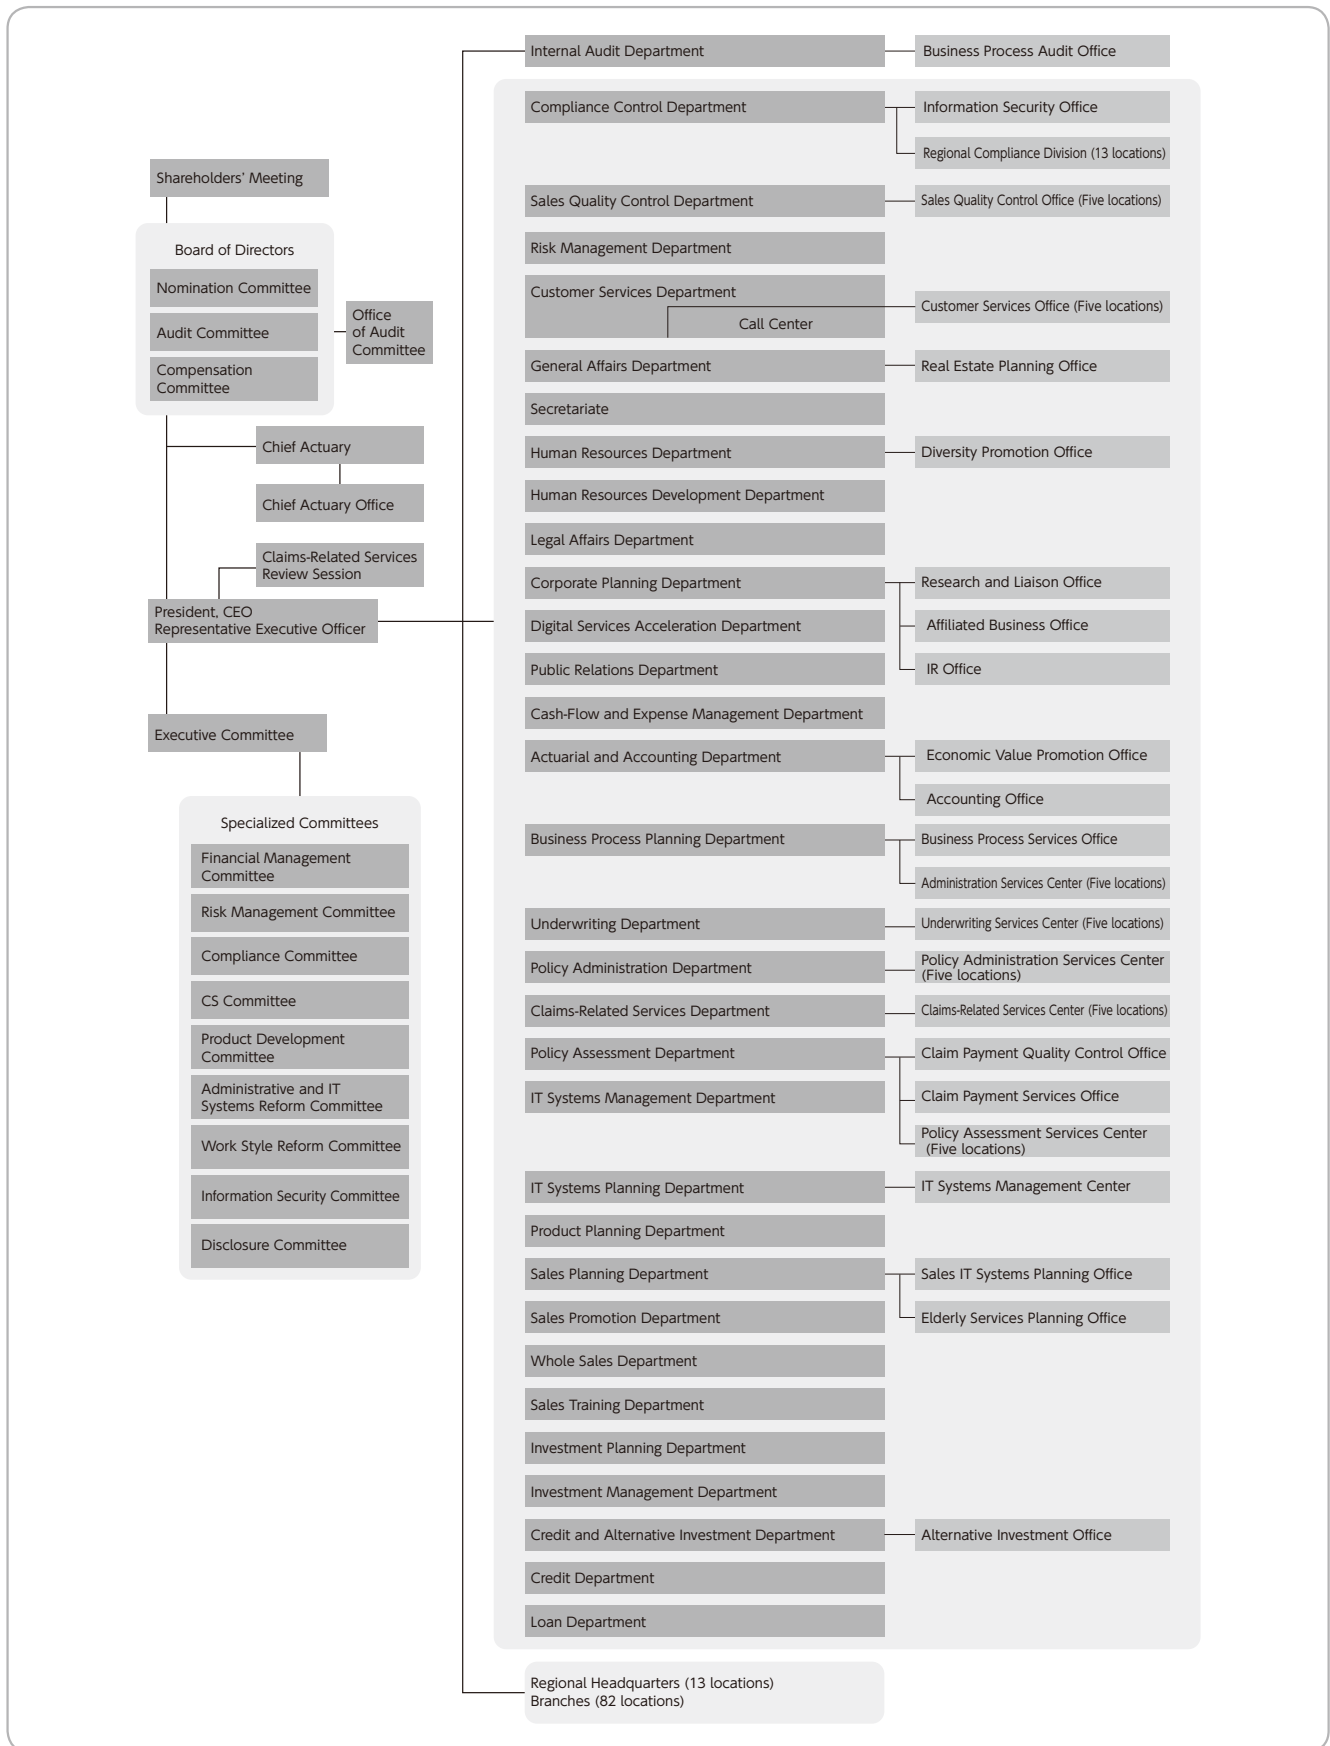 Shareholders' Meeting
Board of Directors
Nomination Committee
Audit Committee
Compensation
Committee
Office
of Audit
Committee
Chief Actuary
Chief Actuary Office
Claims-Related Services
Review Session
President, CEO
Representative Executive Officer
Executive Committee
Specialized Committees
Financial Management
Committee
Risk Management Committee
Compliance Committee
CS Committee
Product Development
Committee
Administrative and IT
Systems Reform Committee
Work Style Reform Committee
Information Security Committee
Disclosure Committee
Internal Audit Department
Business Process Audit Office
Compliance Control Department
Information Security Office
Regional Compliance Division (13 locations)
Sales Quality Control Department
Sales Quality Control Office (Five locations)
Risk Management Department
Customer Services Department
Call Center
Customer Services Office (Five locations)
General Affairs Department
Real Estate Planning Office
Secretariate
Human Resources Department
Diversity Promotion Office
Human Resources Development Department
Legal Affairs Department
Corporate Planning Department
Research and Liaison Office
Digital Services Acceleration Department
Affiliated Business Office
Public Relations Department
IR Office
Cash-Flow and Expense Management Department
Actuarial and Accounting Department
Economic Value Promotion Office
Accounting Office
Business Process Planning Department
Business Process Services Office
Administration Services Center (Five locations)
Underwriting Department
Underwriting Services Center (Five locations)
Policy Administration Department
Policy Administration Services Center
(Five locations)
Claims-Related Services Department
Claims-Related Services Center (Five locations)
Policy Assessment Department
Claim Payment Quality Control Office
IT Systems Management Department
Claim Payment Services Office
Policy Assessment Services Center
(Five locations)
IT Systems Planning Department
IT Systems Management Center
Product Planning Department
Sales Planning Department
Sales IT Systems Planning Office
Sales Promotion Department
Elderly Services Planning Office
Whole Sales Department
Sales Training Department
Investment Planning Department
Investment Management Department
Credit and Alternative Investment Department
Alternative Investment Office
Credit Department
Loan Department
Regional Headquarters (13 locations)
Branches (82 locations)